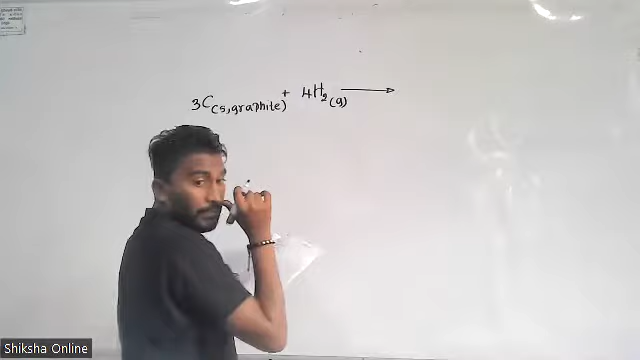 3C(s,graphite) + 4H₂(g) ⟶
Shiksha Online